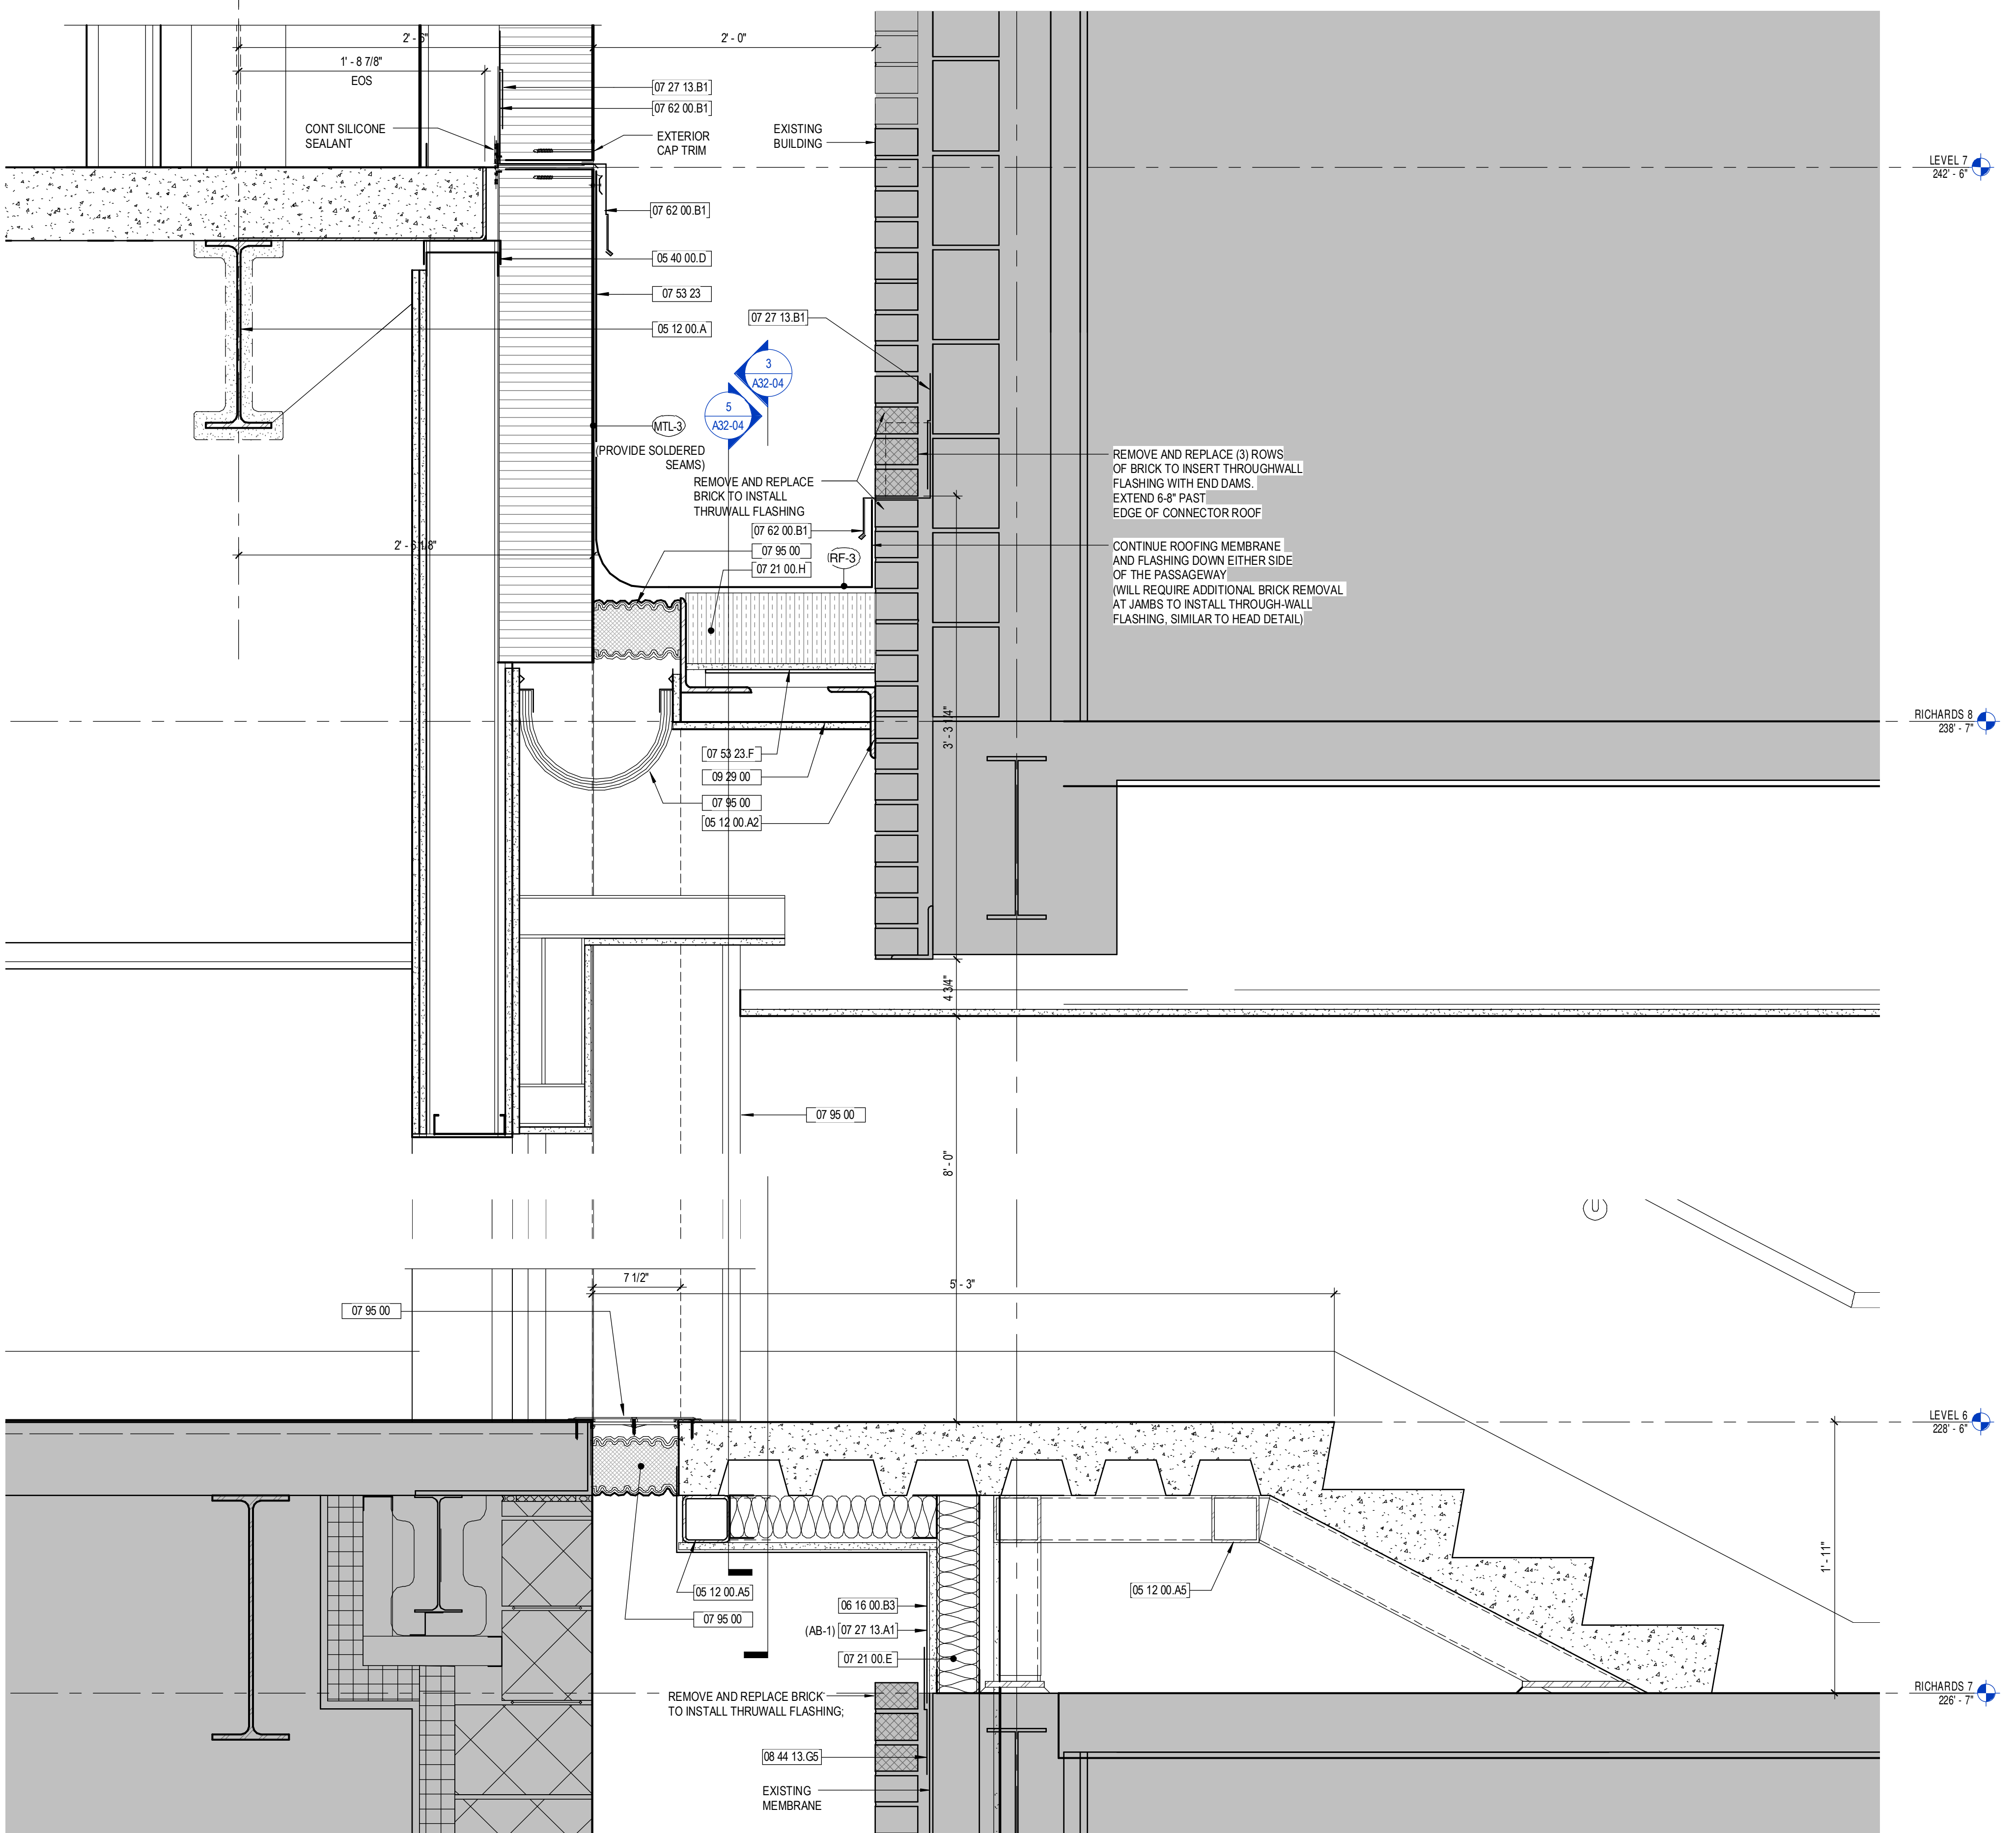 2' - 6"
2' - 0"
1' - 8 7/8"
EOS
07 27 13.B1
07 62 00.B1
CONT SILICONE
SEALANT
EXTERIOR
CAP TRIM
EXISTING
BUILDING
LEVEL 7
242' - 6"
07 62 00.B1
05 40 00.D
07 53 23
05 12 00.A
07 27 13.B1
3
A32-04
5
A32-04
MTL-3
(PROVIDE SOLDERED
SEAMS)
REMOVE AND REPLACE
BRICK TO INSTALL
THRUWALL FLASHING
REMOVE AND REPLACE (3) ROWS
OF BRICK TO INSERT THROUGHWALL
FLASHING WITH END DAMS.
EXTEND 6-8" PAST
EDGE OF CONNECTOR ROOF
07 62 00.B1
07 95 00
07 21 00.H
RF-3
2' - 6 1/8"
CONTINUE ROOFING MEMBRANE
AND FLASHING DOWN EITHER SIDE
OF THE PASSAGEWAY
(WILL REQUIRE ADDITIONAL BRICK REMOVAL
AT JAMBS TO INSTALL THROUGH-WALL
FLASHING, SIMILAR TO HEAD DETAIL)
RICHARDS 8
238' - 7"
3' - 3 1/4"
07 53 23.F
09 29 00
07 95 00
05 12 00.A2
4 3/4"
07 95 00
8' - 0"
U
7 1/2"
5' - 3"
07 95 00
LEVEL 6
228' - 6"
1' - 11"
05 12 00.A5
07 95 00
05 12 00.A5
06 16 00.B3
(AB-1) 07 27 13.A1
07 21 00.E
REMOVE AND REPLACE BRICK
TO INSTALL THRUWALL FLASHING;
RICHARDS 7
226' - 7"
08 44 13.G5
EXISTING
MEMBRANE